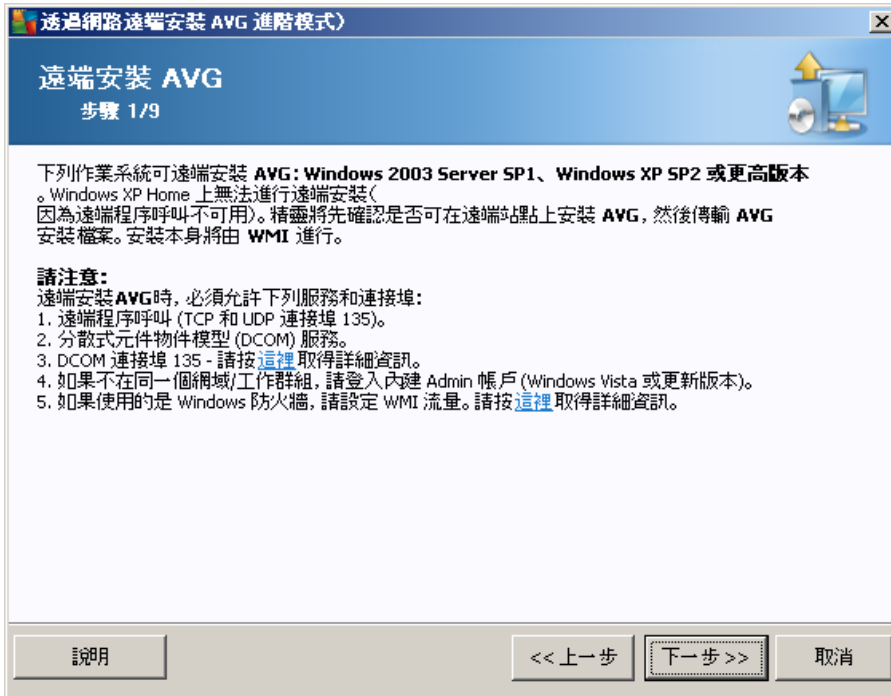 透過網路遠端安裝 AVG 進階模式)
遠端安裝 AVG
步驟 1/9
下列作業系統可遠端安裝 AVG: Windows 2003 Server SP1、Windows XP SP2 或更高版本
。Windows XP Home 上無法進行遠端安裝(
因為遠端程序呼叫不可用)。精靈將先確認是否可在遠端站點上安裝 AVG, 然後傳輸 AVG
安裝檔案。安裝本身將由 WMI 進行。
請注意:
遠端安裝AVG時, 必須允許下列服務和連接埠:
1. 遠端程序呼叫 (TCP 和 UDP 連接埠 135)。
2. 分散式元件物件模型 (DCOM) 服務。
3. DCOM 連接埠 135 - 請按這裡取得詳細資訊。
4. 如果不在同一個網域/工作群組, 請登入內建 Admin 帳戶 (Windows Vista 或更新版本)。
5. 如果使用的是 Windows 防火牆, 請設定 WMI 流量。請按這裡取得詳細資訊。
說明
<< 上一步
下一步 >>
取消